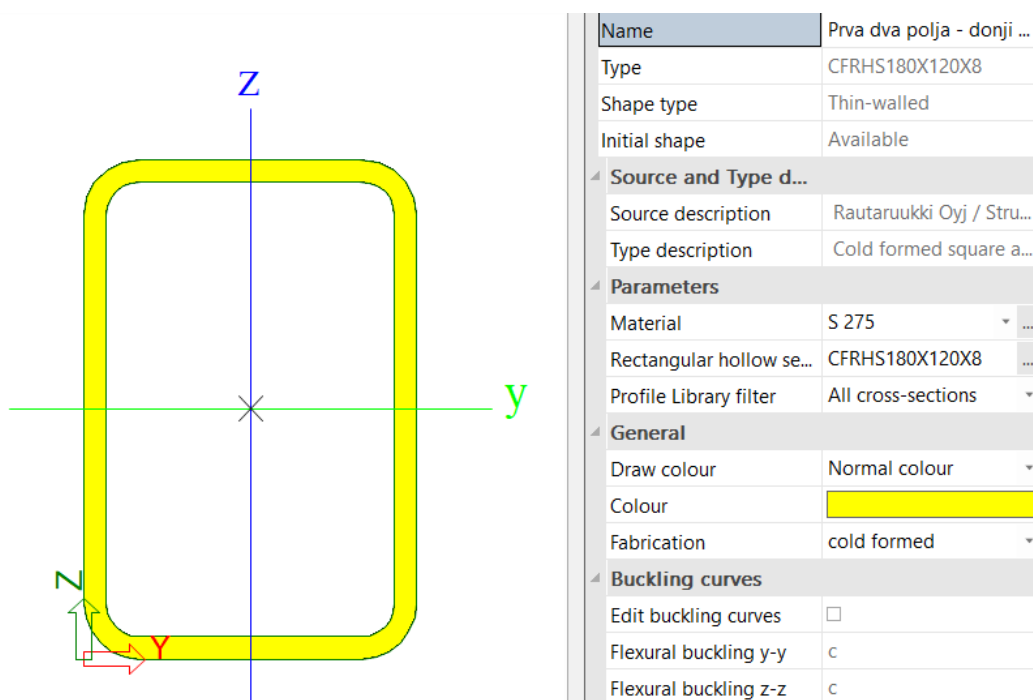 z
y
Z
Y
Name Prva dva polja - donji ...
Type CFRHS180X120X8
Shape type Thin-walled
Initial shape Available
Source and Type d...
Source description Rautaruukki Oyj / Stru...
Type description Cold formed square a...
Parameters
Material S 275 ...
Rectangular hollow se... CFRHS180X120X8 ...
Profile Library filter All cross-sections
General
Draw colour Normal colour
Colour
Fabrication cold formed
Buckling curves
Edit buckling curves
Flexural buckling y-y c
Flexural buckling z-z c